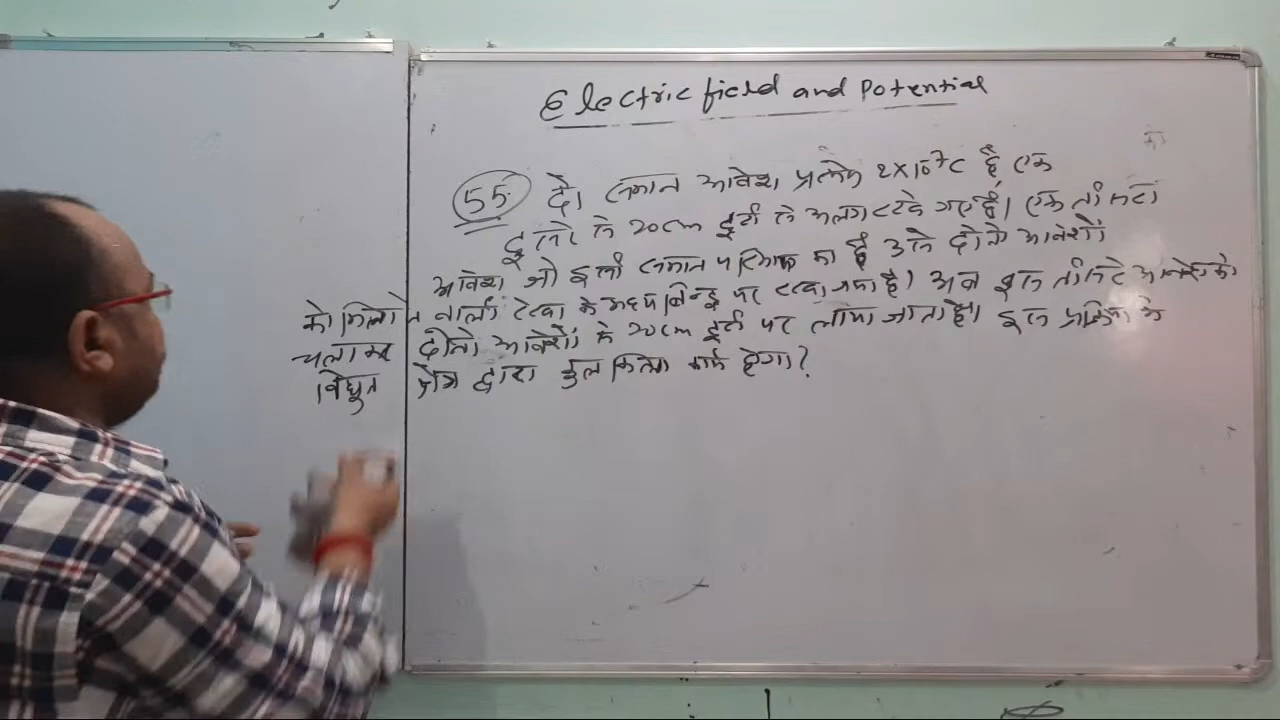 Electric field and Potential
55. दो समान आवेश प्रत्येक 2×10⁻⁷C है एक
दूसरे से 20cm दूरी से अलग रखे गए हैं। एक तीसरा
आवेश जो इसी समान परिमाण का है उसे दोनो आवेशों
को मिलाने वाली रेखा के मध्य बिन्दु पर रखा गया है। अब इस तीसरे आवेश को
चलाकर दोनो आवेशों के 20cm दूरी पर लाया जाता है। इस प्रक्रिया मे
विद्युत क्षेत्र द्वारा कुल कितना कार्य होगा?